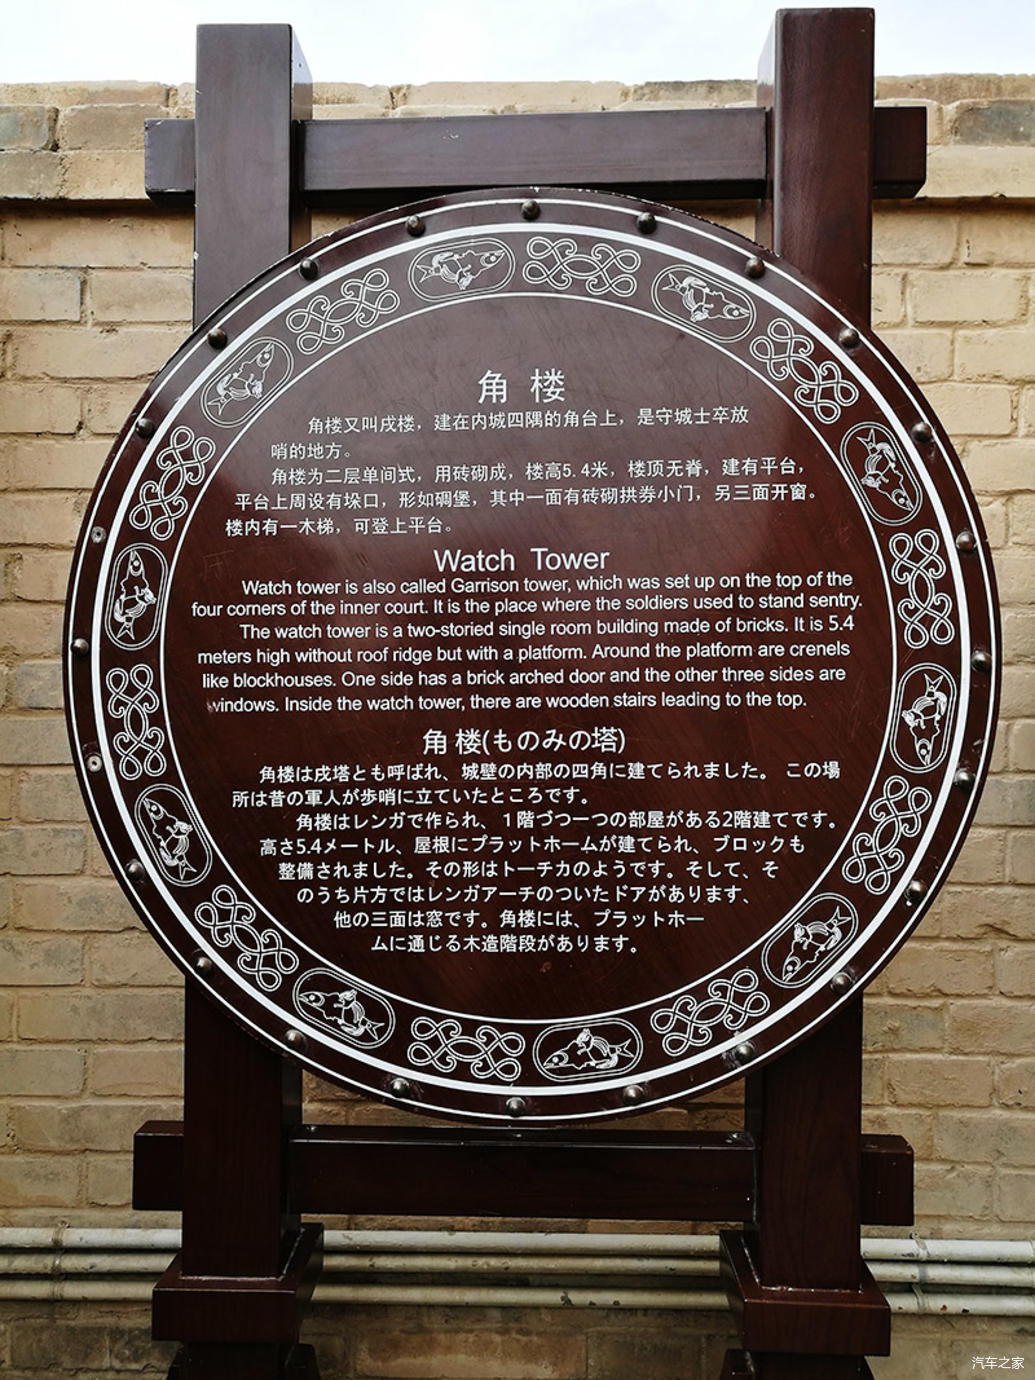 角楼
角楼又叫戌楼，建在内城四隅的角台上，是守城士卒放
哨的地方。
角楼为二层单间式，用砖砌成，楼高5.4米，楼顶无脊，建有平台，
平台上周设有垛口，形如碉堡，其中一面有砖砌拱券小门，另三面开窗。
楼内有一木梯，可登上平台。
Watch Tower
Watch tower is also called Garrison tower, which was set up on the top of the
four corners of the inner court. It is the place where the soldiers used to stand sentry.
The watch tower is a two-storied single room building made of bricks. It is 5.4
meters high without roof ridge but with a platform. Around the platform are crenels
like blockhouses. One side has a brick arched door and the other three sides are
windows. Inside the watch tower, there are wooden stairs leading to the top.
角楼(ものみの塔)
角楼は戌塔とも呼ばれ、城壁の内部の四角に建てられました。 この場
所は昔の軍人が歩哨に立ていたところです。
角楼はレンガで作られ、1階づつ一つの部屋がある2階建てです。
高さ5.4メートル、屋根にプラットホームが建てられ、ブロックも
整備されました。その形はトーチカのようです。そして、そ
のうち片方ではレンガアーチのついたドアがあります、
他の三面は窓です。角楼には、プラットホー
ムに通じる木造階段があります。
汽车之家